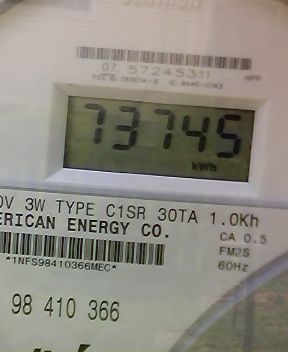 07 57245311
73745
kWh
3W TYPE C1SR 30TA 1.0Kh
ERICAN ENERGY CO.
CA 0.5
FM2S
*1NFS98410366MEC*
60Hz
98 410 366